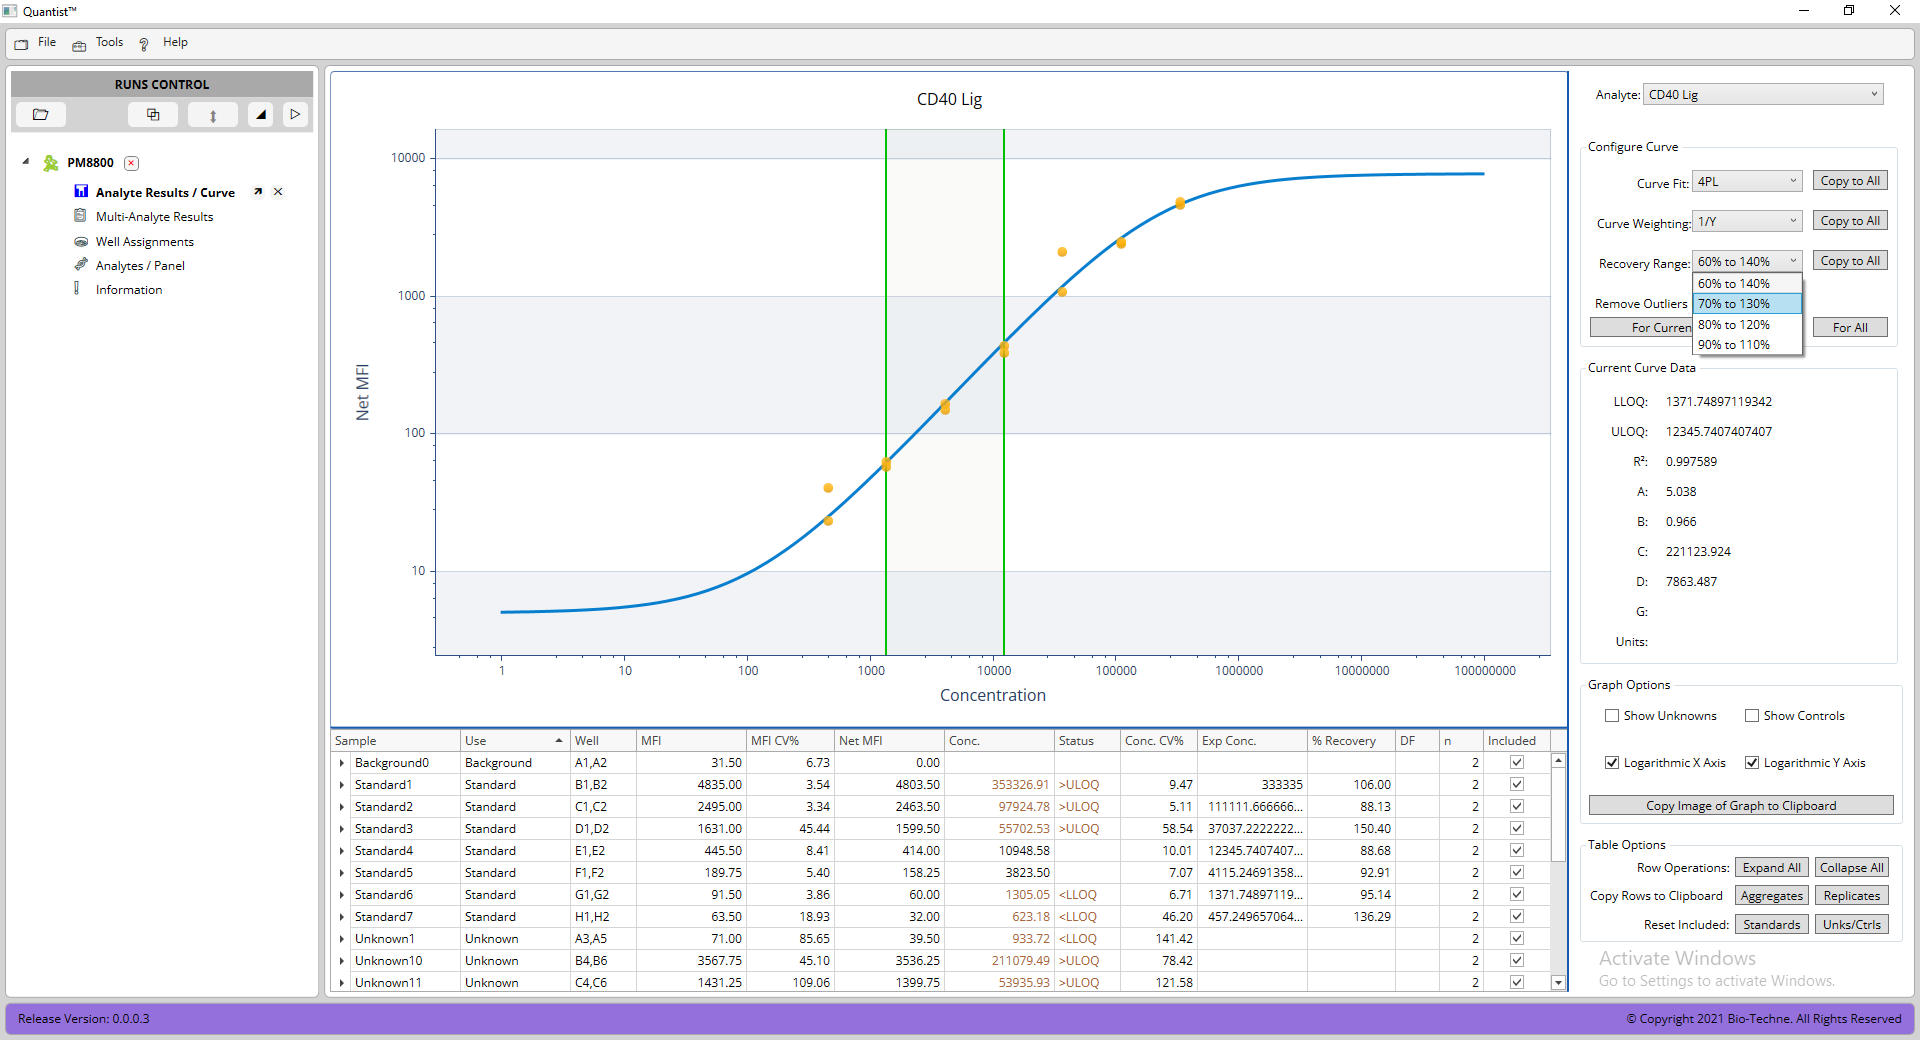 Quantist™
File Tools Help
RUNS CONTROL
PM8800
Analyte Results / Curve
Multi-Analyte Results
Well Assignments
Analytes / Panel
Information
CD40 Lig
10000
1000
100
10
Net MFI
1 10 100 1000 10000 100000 1000000 10000000 100000000
Concentration
Sample Use Well MFI MFI CV% Net MFI Conc. Status Conc. CV% Exp Conc. % Recovery DF n Included
Background0 Background A1,A2 31.50 6.73 0.00 2
Standard1 Standard B1,B2 4835.00 3.54 4803.50 353326.91 >ULOQ 9.47 333335 106.00 2
Standard2 Standard C1,C2 2495.00 3.34 2463.50 97924.78 >ULOQ 5.11 111111.666666... 88.13 2
Standard3 Standard D1,D2 1631.00 45.44 1599.50 55702.53 >ULOQ 58.54 37037.2222222... 150.40 2
Standard4 Standard E1,E2 445.50 8.41 414.00 10948.58 10.01 12345.7407407... 88.68 2
Standard5 Standard F1,F2 189.75 5.40 158.25 3823.50 7.07 4115.24691358... 92.91 2
Standard6 Standard G1,G2 91.50 3.86 60.00 1305.05 <LLOQ 6.71 1371.74897119... 95.14 2
Standard7 Standard H1,H2 63.50 18.93 32.00 623.18 <LLOQ 46.20 457.249657064... 136.29 2
Unknown1 Unknown A3,A5 71.00 85.65 39.50 933.72 <LLOQ 141.42 2
Unknown10 Unknown B4,B6 3567.75 45.10 3536.25 211079.49 >ULOQ 78.42 2
Unknown11 Unknown C4,C6 1431.25 109.06 1399.75 53935.93 >ULOQ 121.58 2
Analyte: CD40 Lig
Configure Curve
Curve Fit: 4PL Copy to All
Curve Weighting: 1/Y Copy to All
Recovery Range: 60% to 140% Copy to All
60% to 140%
Remove Outliers 70% to 130%
80% to 120%
For Curren For All
90% to 110%
Current Curve Data
LLOQ: 1371.74897119342
ULOQ: 12345.7407407407
R²: 0.997589
A: 5.038
B: 0.966
C: 221123.924
D: 7863.487
G:
Units:
Graph Options
Show Unknowns Show Controls
Logarithmic X Axis Logarithmic Y Axis
Copy Image of Graph to Clipboard
Table Options
Row Operations: Expand All Collapse All
Copy Rows to Clipboard Aggregates Replicates
Reset Included: Standards Unks/Ctrls
Activate Windows
Go to Settings to activate Windows.
Release Version: 0.0.0.3
© Copyright 2021 Bio-Techne. All Rights Reserved